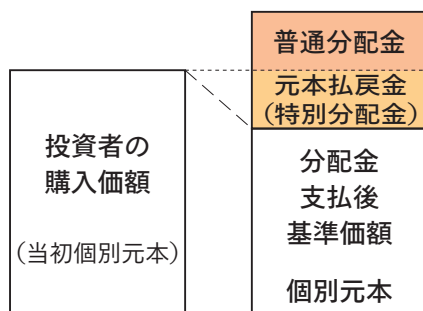 投資者の
購入価額
（当初個別元本）
普通分配金
元本払戻金
（特別分配金）
分配金
支払後
基準価額
個別元本